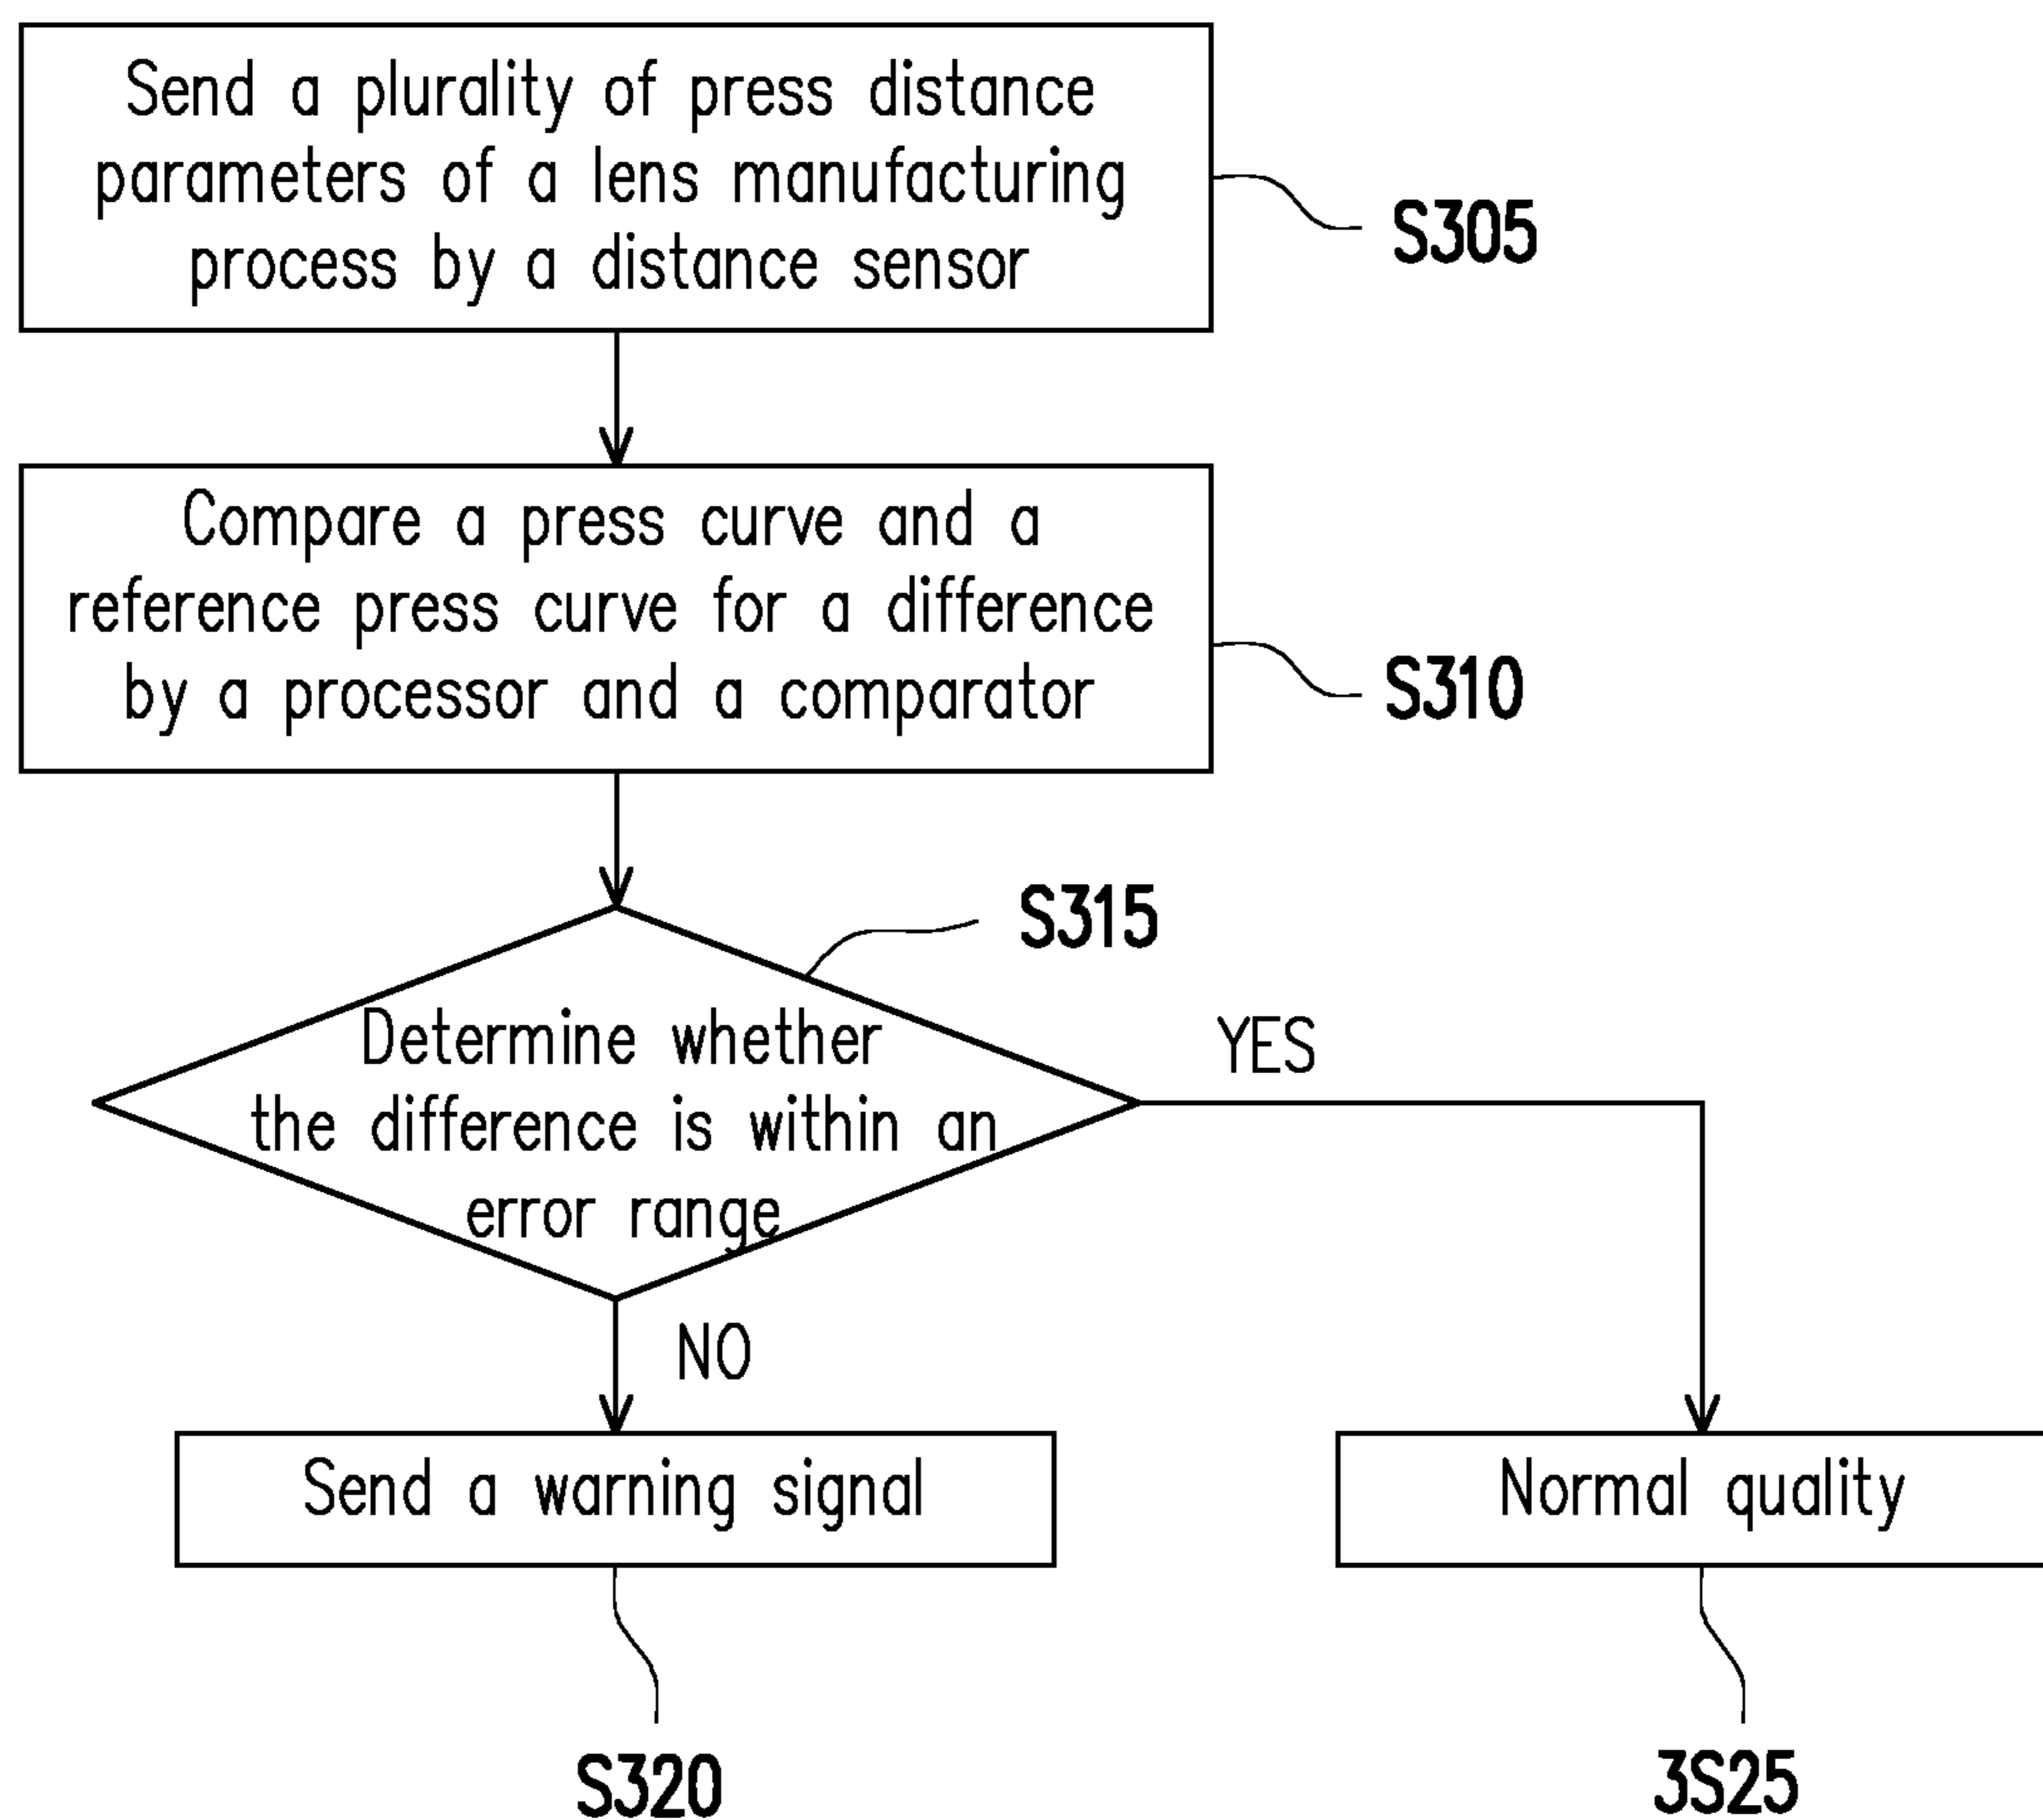 Send a plurality of press distance
parameters of a lens manufacturing
process by a distance sensor
S305
Compare a press curve and a
reference press curve for a difference
by a processor and a comparator
S310
S315
Determine whether
the difference is within an
error range
YES
NO
Send a warning signal
Normal quality
S320
3S25